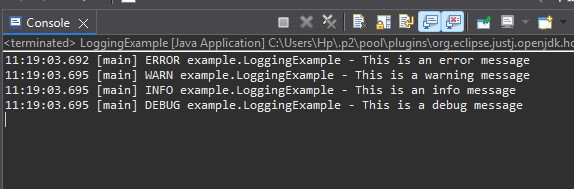 Console
<terminated> LoggingExample [Java Application] C:\Users\Hp\.p2\pool\plugins\org.eclipse.justj.openjdk.ho
11:19:03.692 [main] ERROR example.LoggingExample - This is an error message
11:19:03.695 [main] WARN example.LoggingExample - This is a warning message
11:19:03.695 [main] INFO example.LoggingExample - This is an info message
11:19:03.695 [main] DEBUG example.LoggingExample - This is a debug message